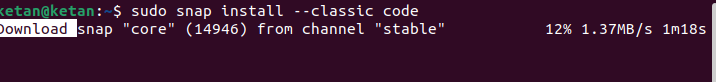 ketan@ketan:~$ sudo snap install --classic code
Download snap "core" (14946) from channel "stable" 12% 1.37MB/s 1m18s